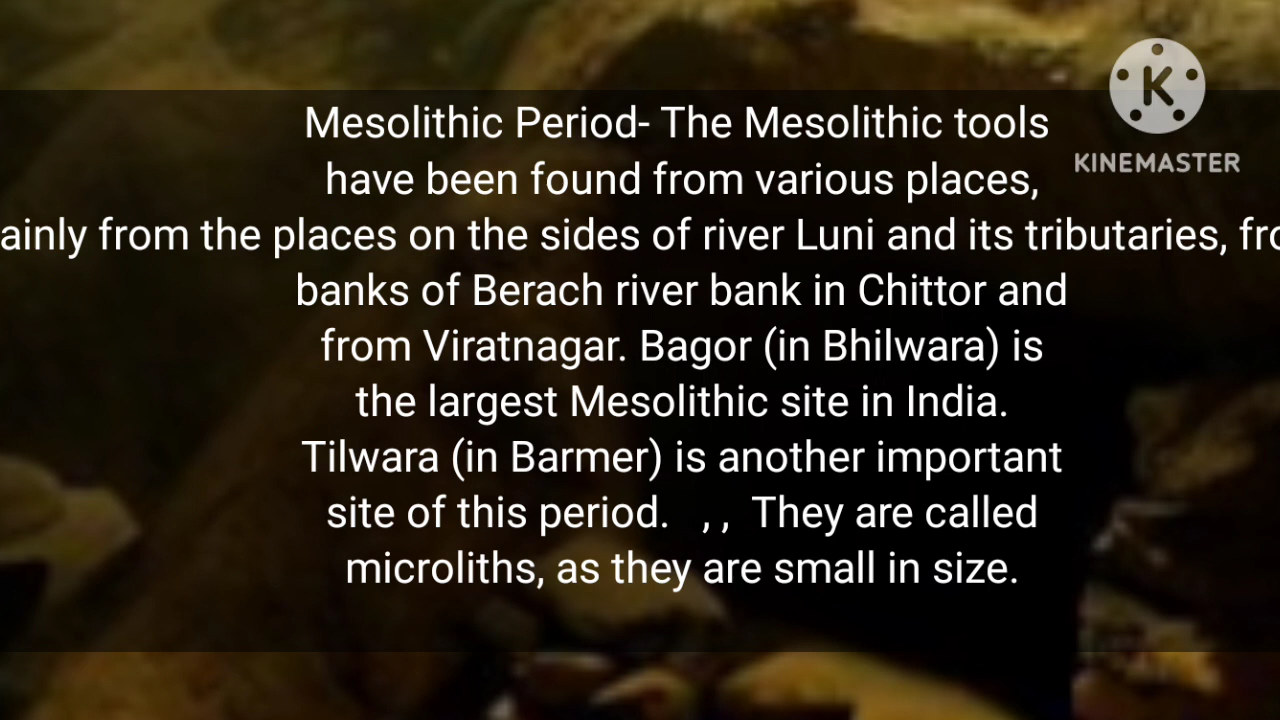 Mesolithic Period- The Mesolithic tools
have been found from various places,
from the places on the sides of river Luni and its tributaries,
banks of Berach river bank in Chittor and
from Viratnagar. Bagor (in Bhilwara) is
the largest Mesolithic site in India.
Tilwara (in Barmer) is another important
site of this period.   , ,  They are called
microliths, as they are small in size.
K
KINEMASTER